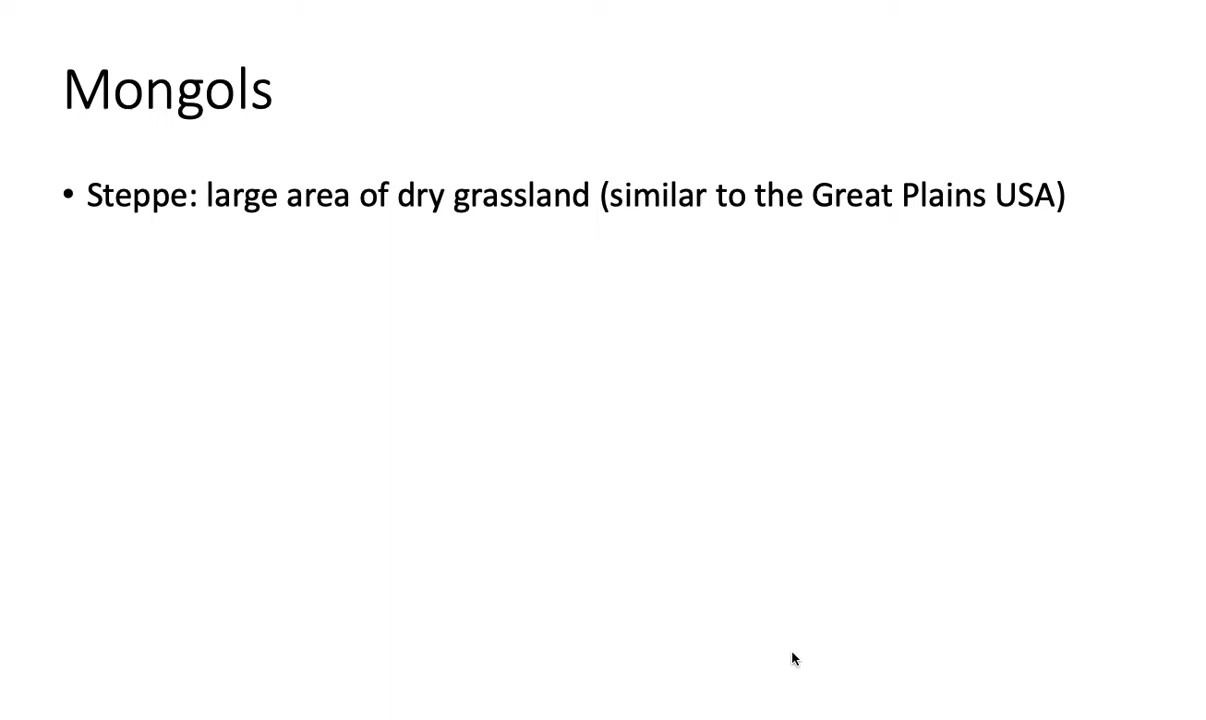 Mongols
• Steppe: large area of dry grassland (similar to the Great Plains USA)